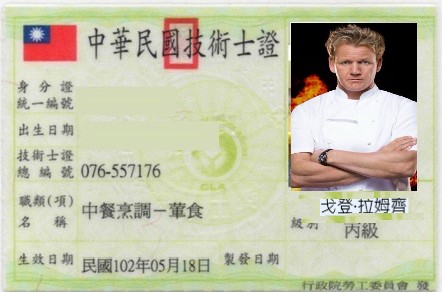 中華民國技術士證
身分證
統一編號
出生日期
技術士證
總編號 076-557176
職類(項)
名稱 中餐烹調－葷食
戈登·拉姆齊
級別 丙級
生效日期 民國102年05月18日 製發日期
行政院勞工委員會 發
CLA